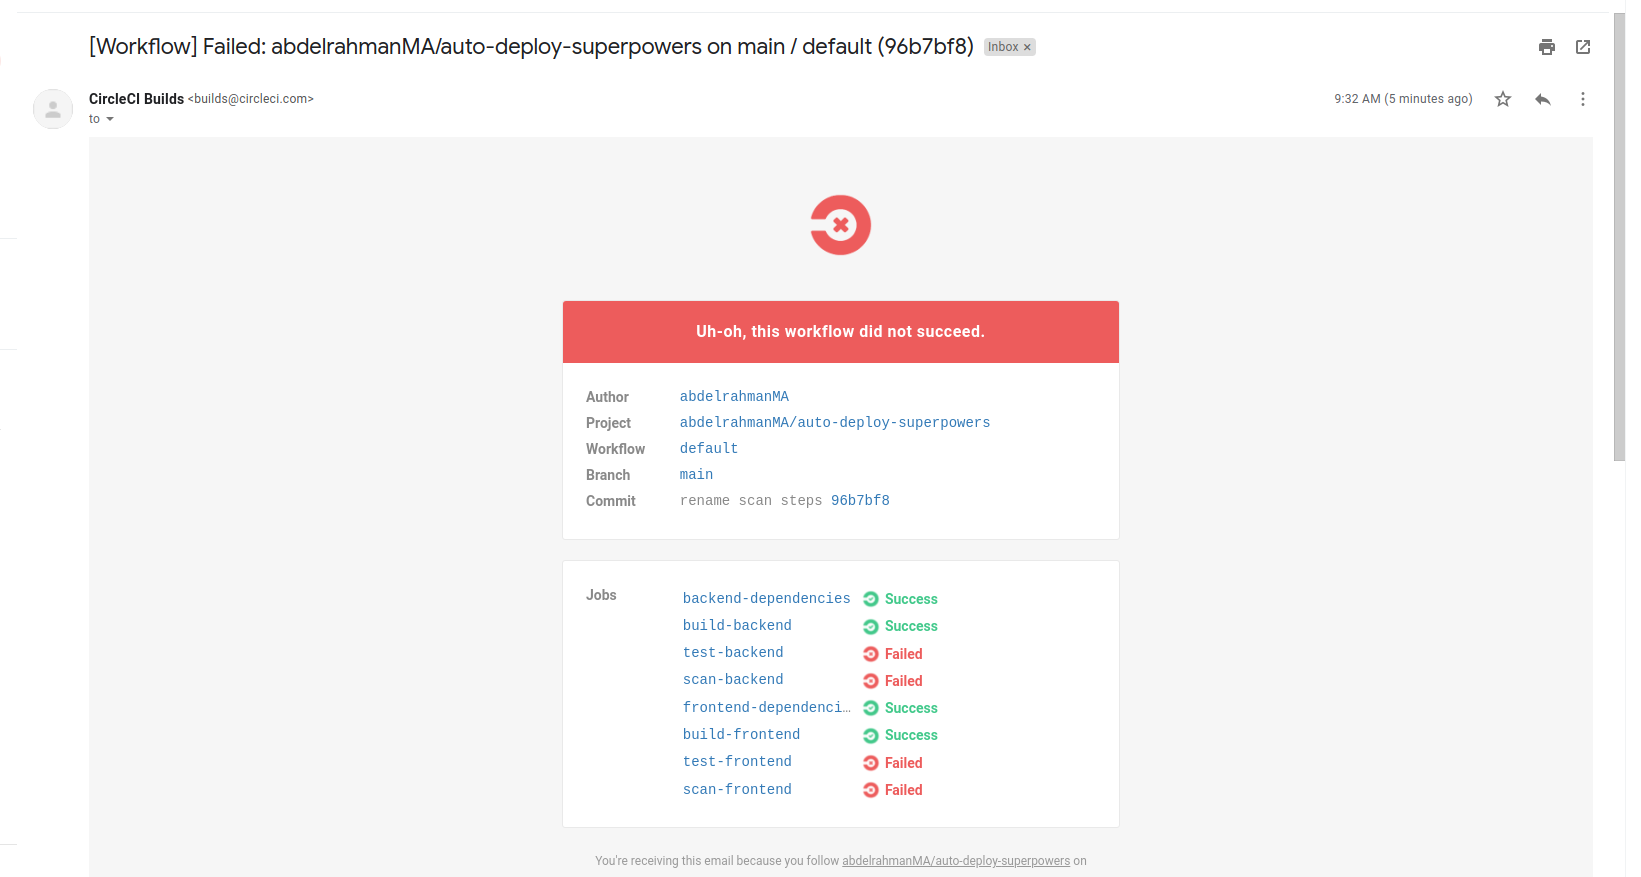 [Workflow] Failed: abdelrahmanMA/auto-deploy-superpowers on main / default (96b7bf8) Inbox ×
CircleCI Builds <builds@circleci.com> 9:32 AM (5 minutes ago)
to
Uh-oh, this workflow did not succeed.
Author abdelrahmanMA
Project abdelrahmanMA/auto-deploy-superpowers
Workflow default
Branch main
Commit rename scan steps 96b7bf8
Jobs backend-dependencies Success
build-backend Success
test-backend Failed
scan-backend Failed
frontend-dependenci… Success
build-frontend Success
test-frontend Failed
scan-frontend Failed
You're receiving this email because you follow abdelrahmanMA/auto-deploy-superpowers on